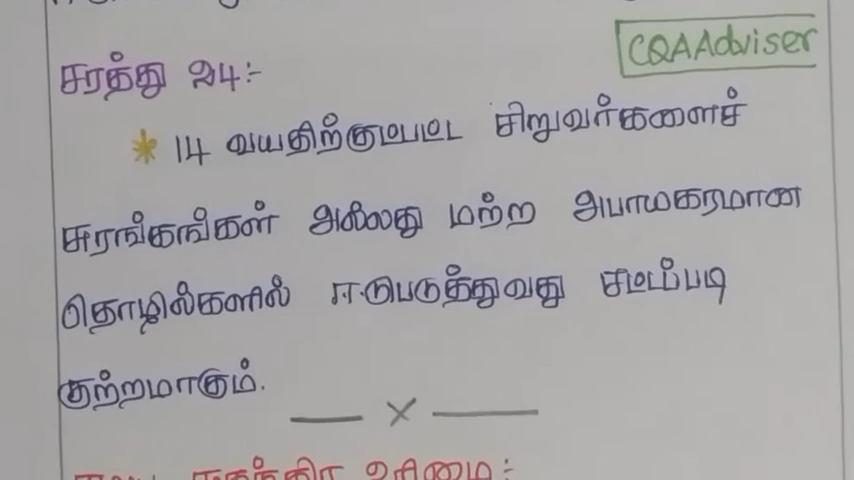 CQAAdviser
சரத்து 24:-
* 14 வயதிற்குட்பட்ட சிறுவர்களைச்
சுரங்கங்கள் அல்லது மற்ற அபாயகரமான
தொழில்களில் ஈடுபடுத்துவது சட்டப்படி
குற்றமாகும்.
— x —
உரிமை: